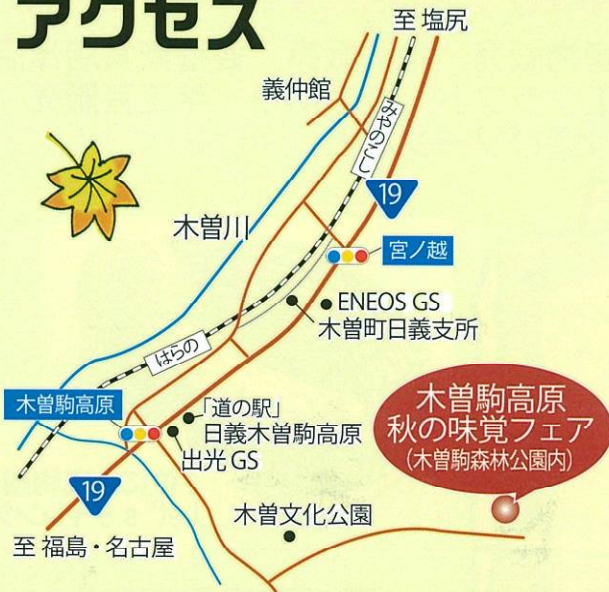 アクセス
至 塩尻
義仲館
みやのこし
19
木曽川
宮ノ越
ENEOS GS
木曽町日義支所
はらの
木曽駒高原
「道の駅」
日義木曽駒高原
出光 GS
木曽駒高原
秋の味覚フェア
(木曽駒森林公園内)
19
木曽文化公園
至 福島・名古屋